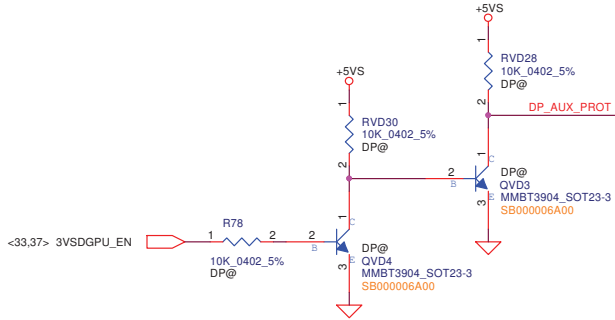 +5VS
1
RVD28
10K_0402_5%
DP@
2
DP_AUX_PROT
+5VS
1
RVD30
10K_0402_5%
DP@
2
1
C
2
B
DP@
QVD3
MMBT3904_SOT23-3
SB000006A00
E
3
<33,37> 3VSDGPU_EN
1
R78
2
10K_0402_5%
DP@
1
C
2
B
DP@
QVD4
MMBT3904_SOT23-3
SB000006A00
E
3